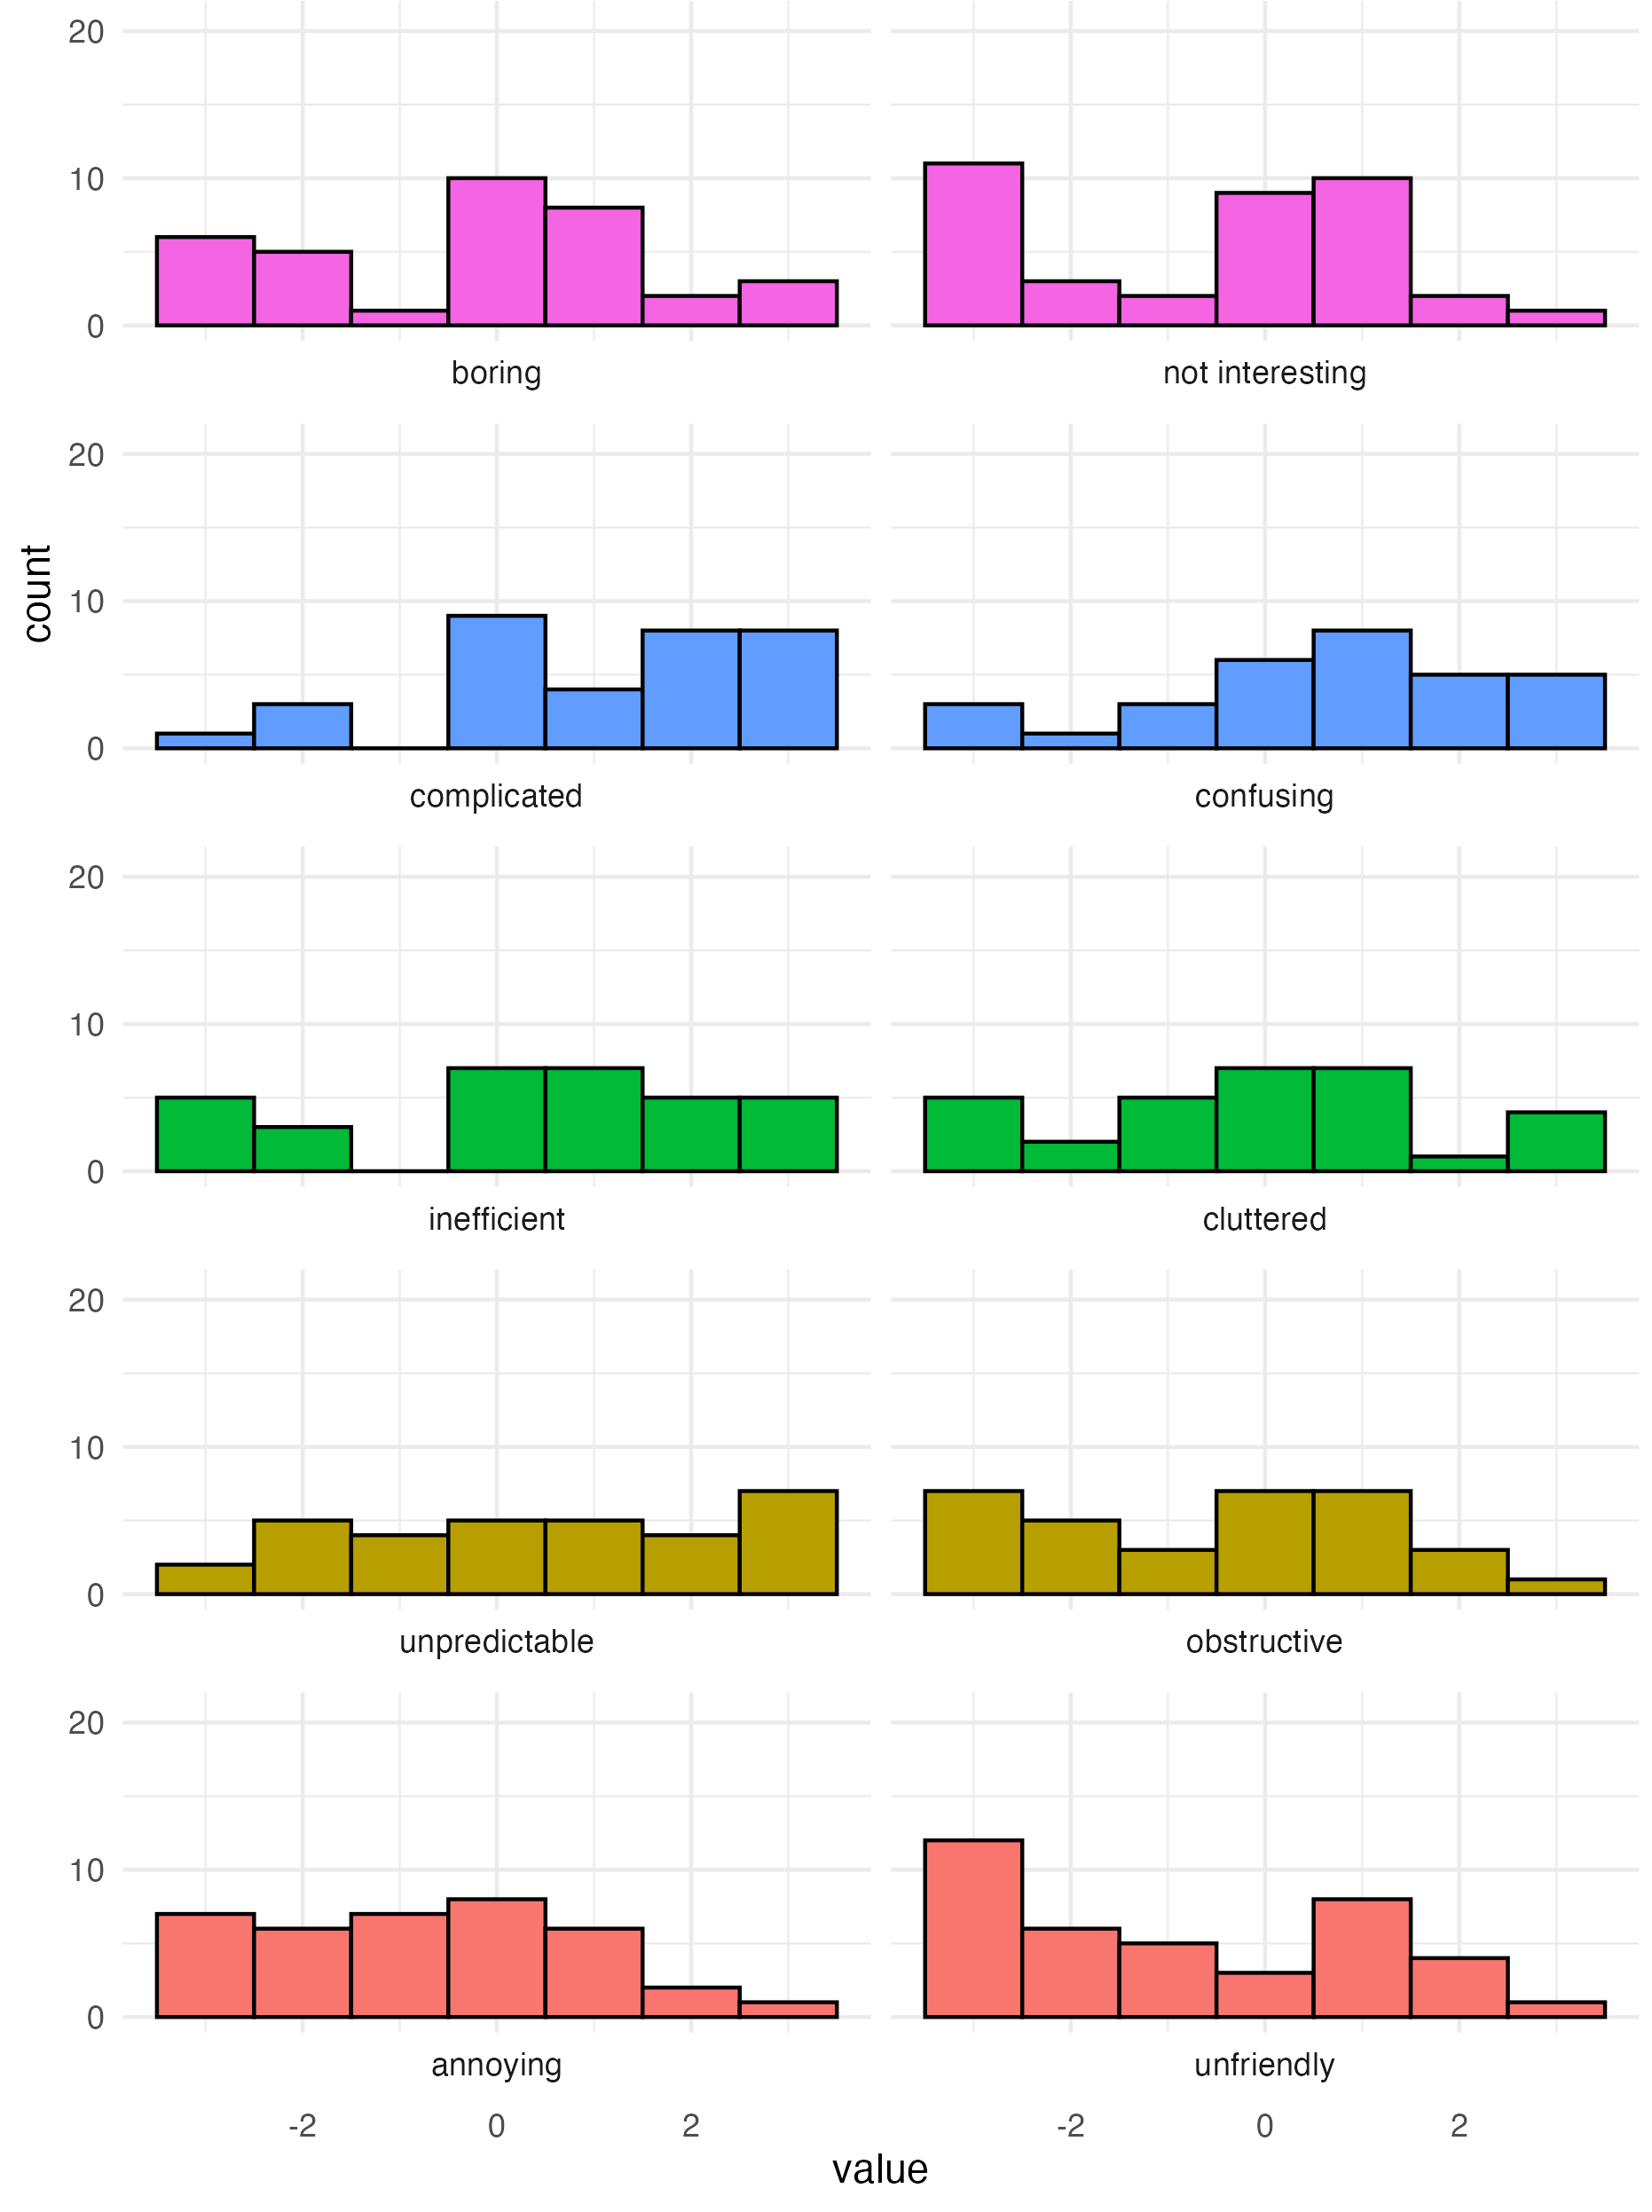 20
10
0
boring
not interesting
20
10
0
complicated
confusing
count
20
10
0
inefficient
cluttered
20
10
0
unpredictable
obstructive
20
10
0
annoying
unfriendly
-2 0 2
-2 0 2
value